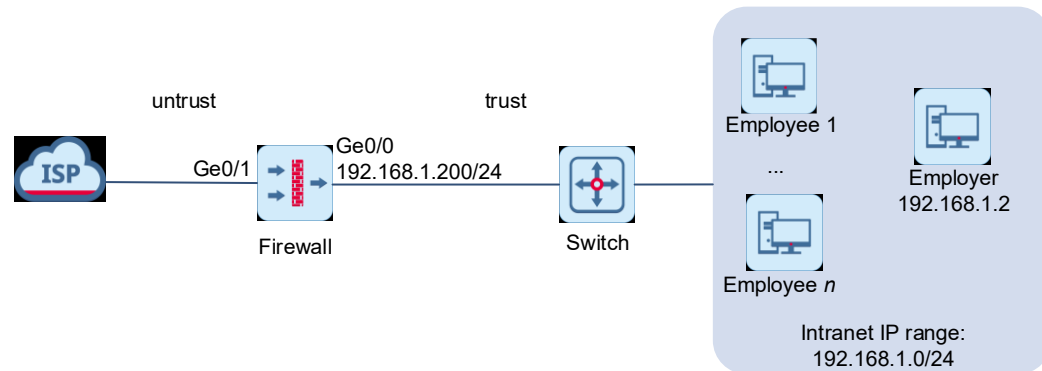 untrust
trust
ISP
Ge0/1
Ge0/0
192.168.1.200/24
Firewall
Switch
Employee 1
...
Employee n
Employer
192.168.1.2
Intranet IP range:
192.168.1.0/24